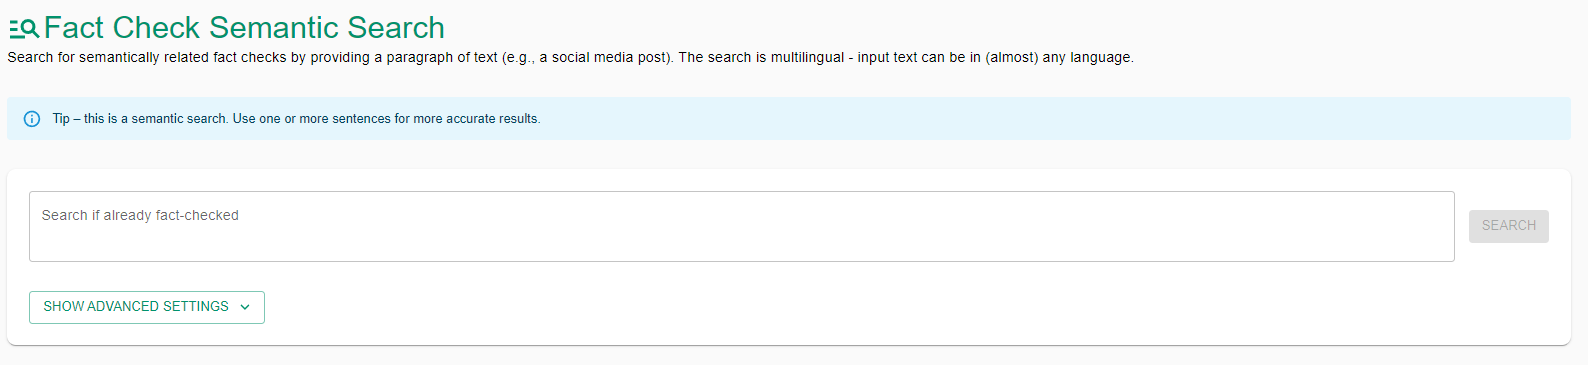 Fact Check Semantic Search
Search for semantically related fact checks by providing a paragraph of text (e.g., a social media post). The search is multilingual - input text can be in (almost) any language.
Tip – this is a semantic search. Use one or more sentences for more accurate results.
Search if already fact-checked
SEARCH
SHOW ADVANCED SETTINGS